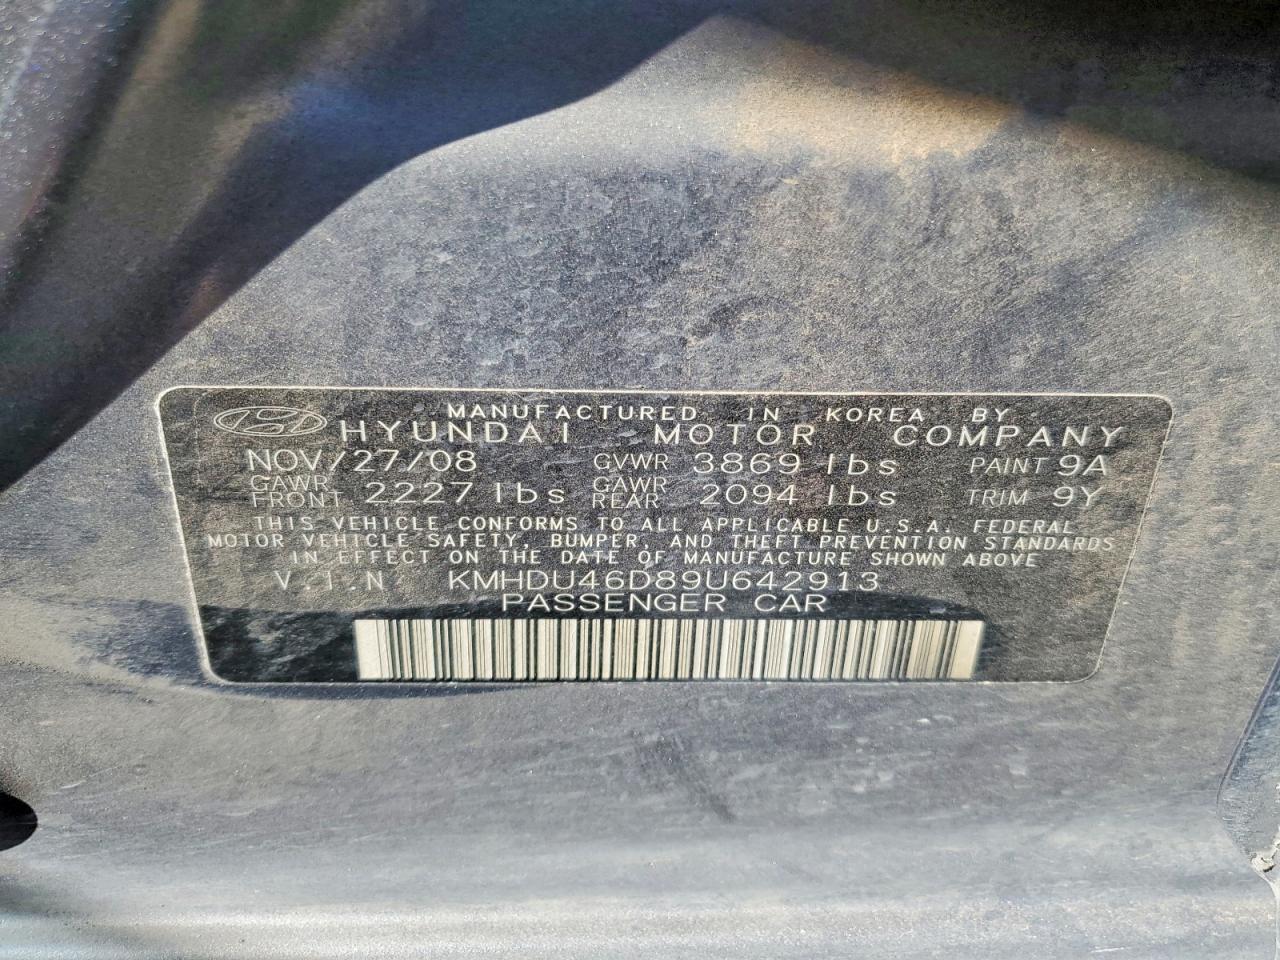 MANUFACTURED IN KOREA BY
HYUNDAI MOTOR COMPANY
NOV/27/08 GVWR 3869 lbs PAINT 9A
GAWR FRONT 2227 lbs GAWR REAR 2094 lbs TRIM 9Y
THIS VEHICLE CONFORMS TO ALL APPLICABLE U.S.A. FEDERAL
MOTOR VEHICLE SAFETY, BUMPER, AND THEFT PREVENTION STANDARDS
IN EFFECT ON THE DATE OF MANUFACTURE SHOWN ABOVE
V.I.N KMHDU46D89U642913
PASSENGER CAR